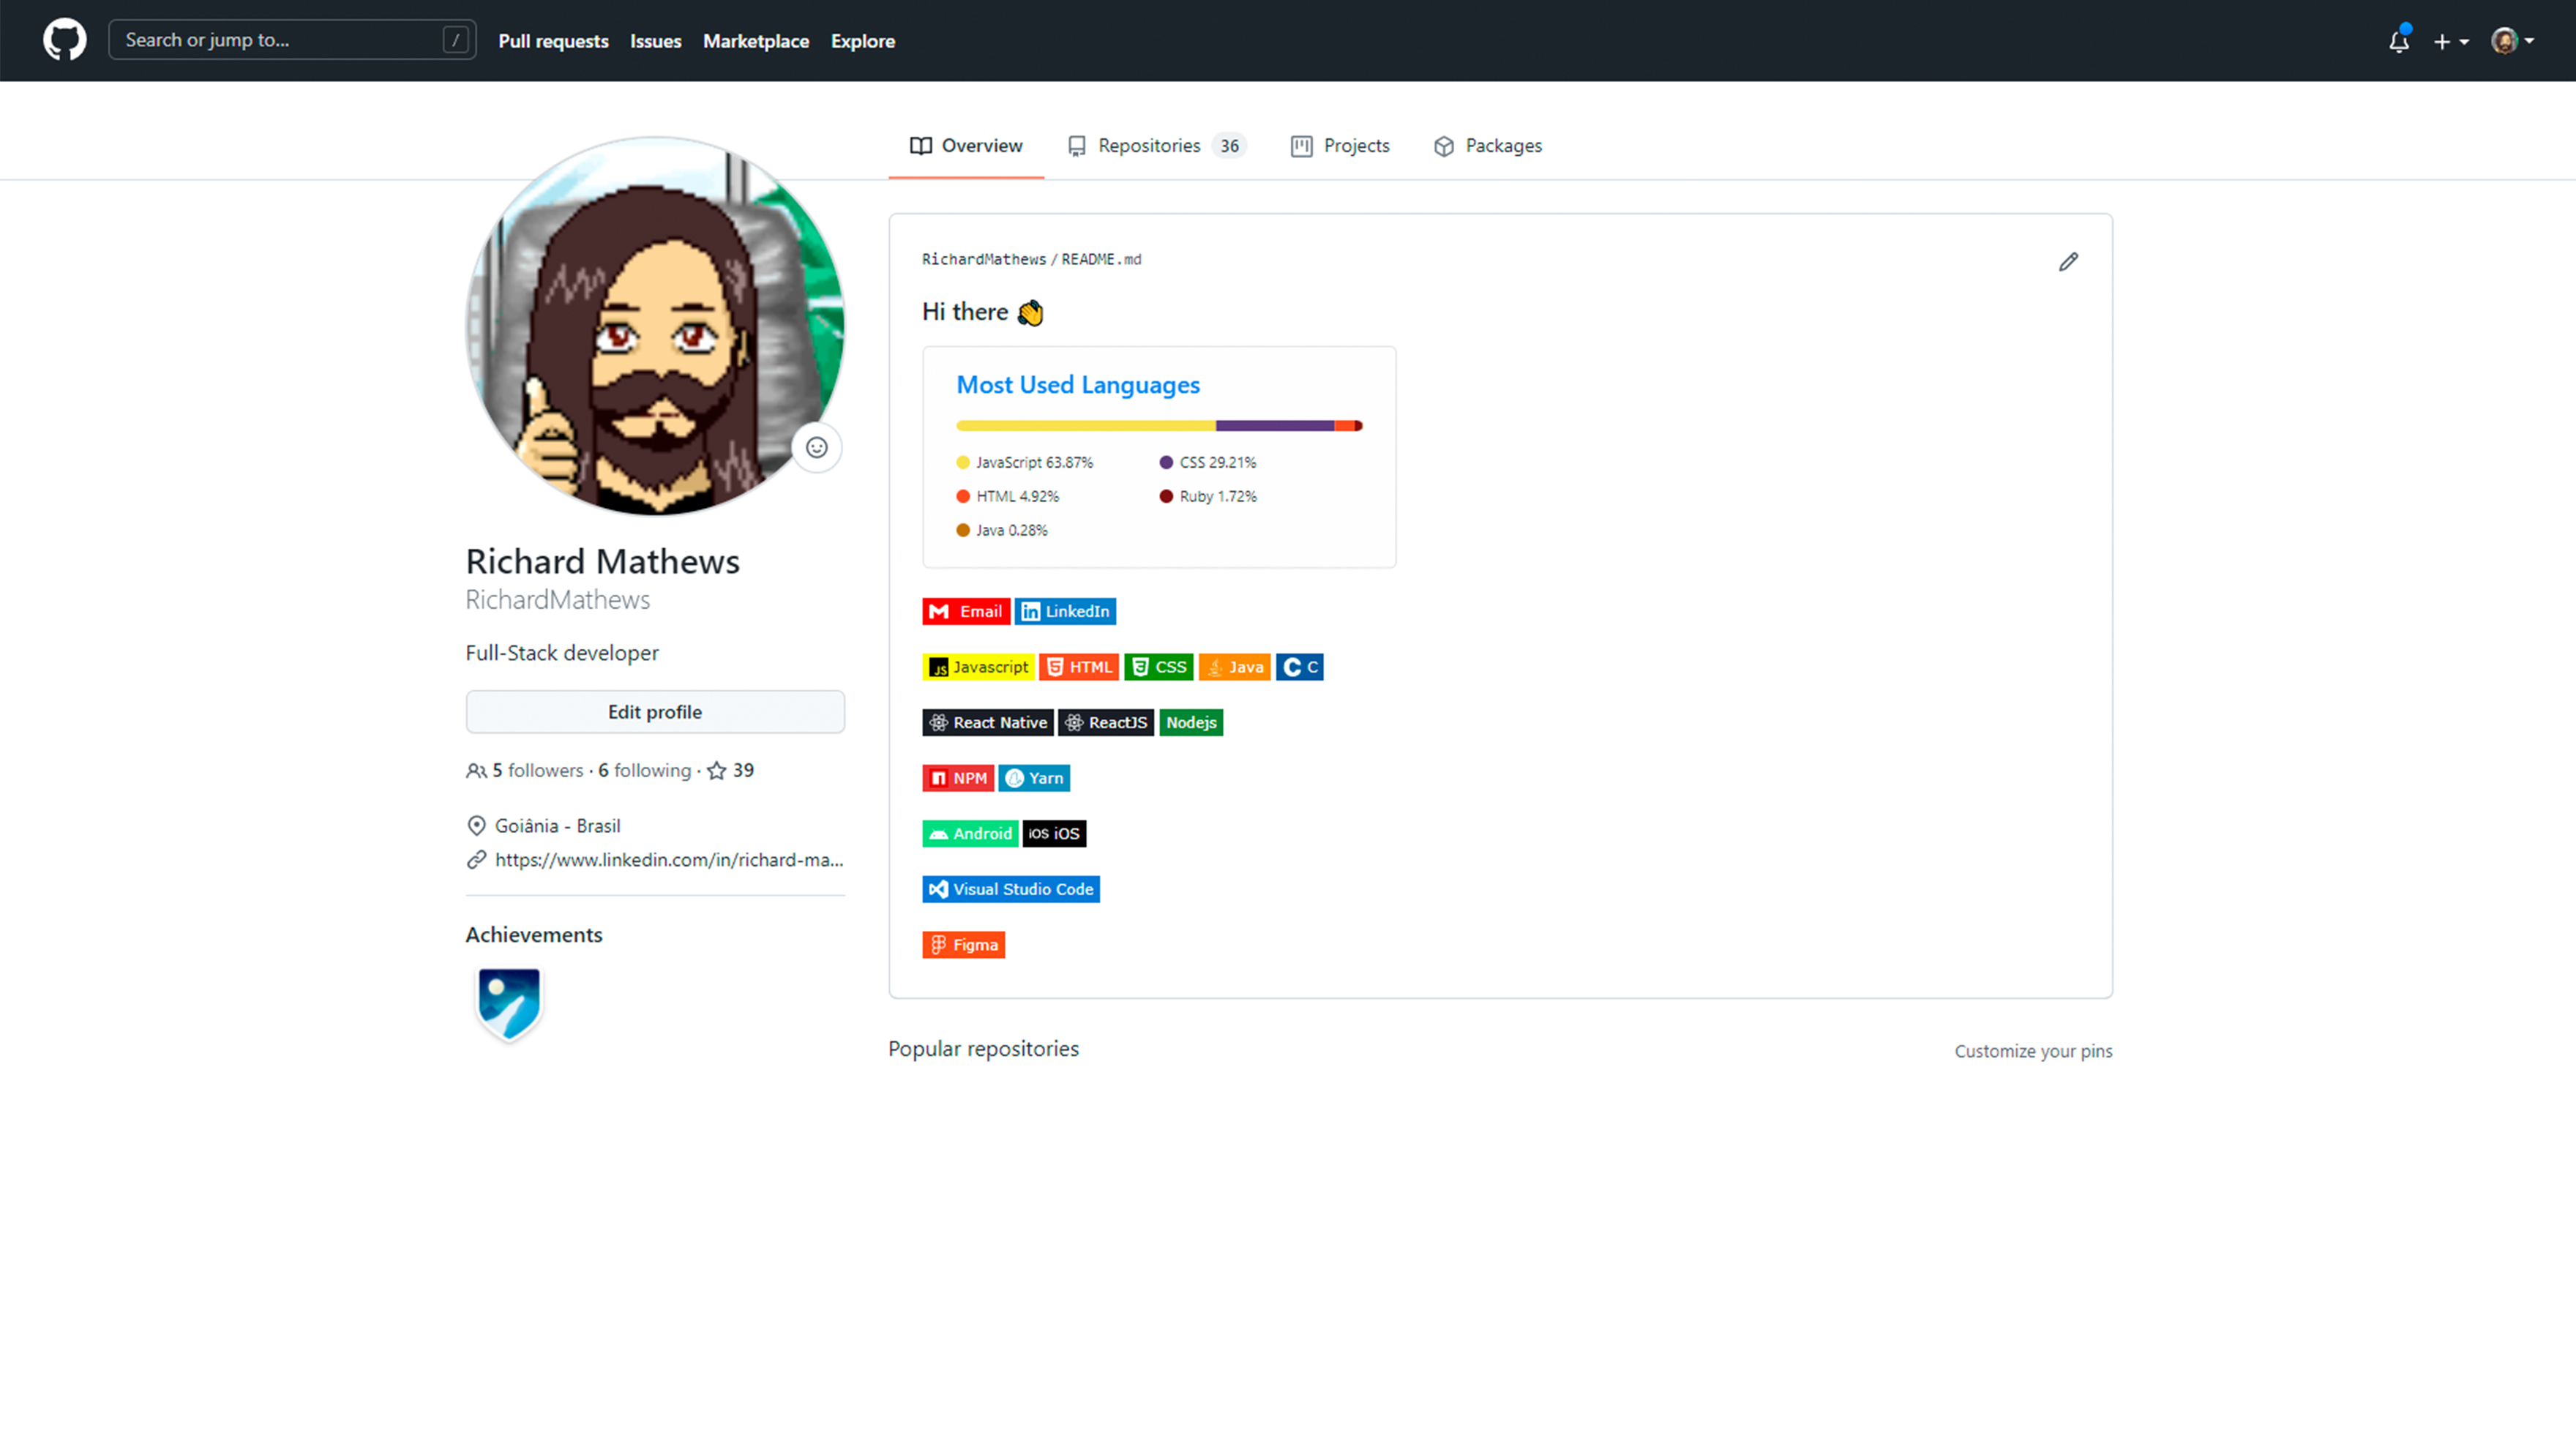 Search or jump to... / Pull requests Issues Marketplace Explore
Overview Repositories 36 Projects Packages
RichardMathews / README.md
Hi there 👋
Most Used Languages
JavaScript 63.87% CSS 29.21%
HTML 4.92% Ruby 1.72%
Java 0.28%
Email LinkedIn
JS Javascript HTML CSS Java C
React Native ReactJS Nodejs
NPM Yarn
Android iOS iOS
Visual Studio Code
Figma
Richard Mathews
RichardMathews
Full-Stack developer
Edit profile
5 followers · 6 following · 39
Goiânia - Brasil
https://www.linkedin.com/in/richard-ma...
Achievements
Popular repositories Customize your pins